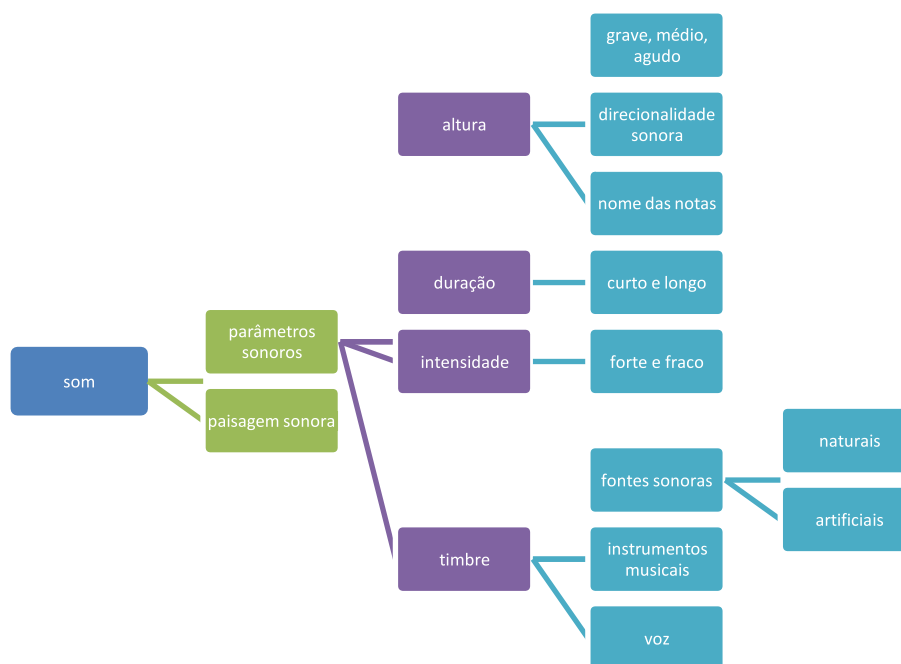 grave, médio,
agudo
altura
direcionalidade
sonora
nome das notas
duração
curto e longo
parâmetros
sonoros
intensidade
forte e fraco
som
paisagem sonora
naturais
fontes sonoras
artificiais
timbre
instrumentos
musicais
voz